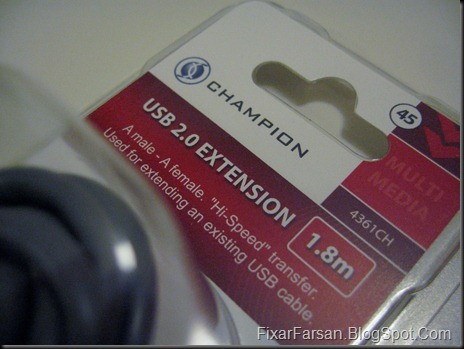 CHAMPION
45
MULTI
MEDIA
4361CH
USB 2.0 EXTENSION
1.8m
A male - A female. "Hi-Speed" transfer.
Used for extending an existing USB cable
FixarFarsan.BlogSpot.Com